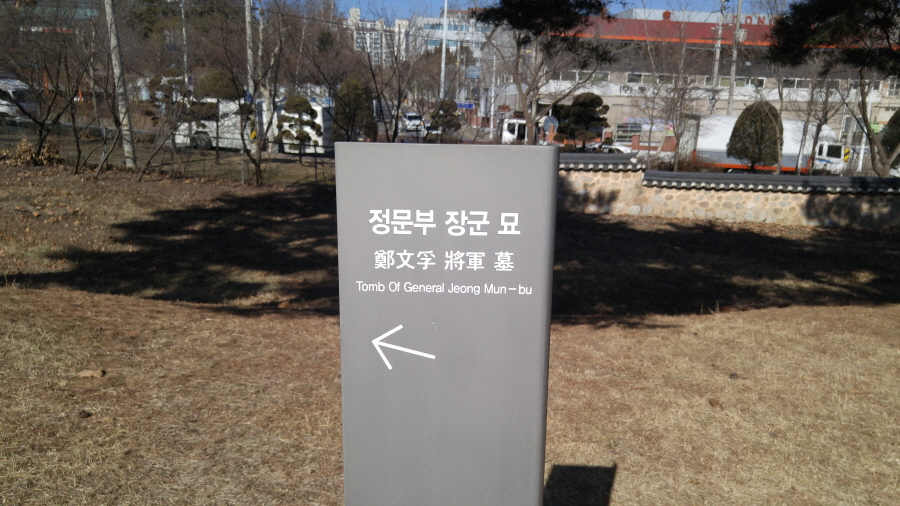 정문부 장군 묘
鄭文孚 將軍 墓
Tomb Of General Jeong Mun-bu